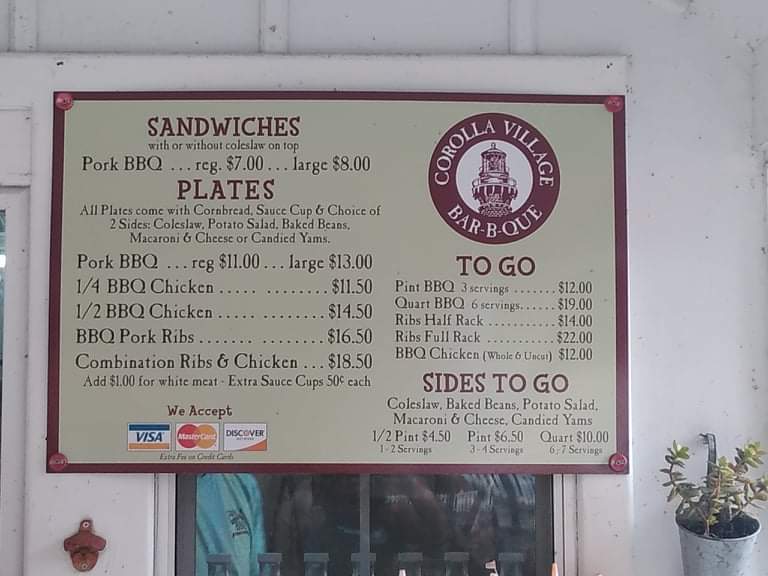 SANDWICHES
with or without coleslaw on top
Pork BBQ ... reg. $7.00 ... large $8.00
PLATES
All Plates come with Cornbread, Sauce Cup & Choice of
2 Sides: Coleslaw, Potato Salad, Baked Beans,
Macaroni & Cheese or Candied Yams.
Pork BBQ ... reg $11.00 ... large $13.00
1/4 BBQ Chicken ..... ........ $11.50
1/2 BBQ Chicken ..... ........ $14.50
BBQ Pork Ribs ....... ........ $16.50
Combination Ribs & Chicken ... $18.50
Add $1.00 for white meat - Extra Sauce Cups 50¢ each
We Accept
VISA MasterCard DISCOVER
Extra Fee on Credit Cards
COROLLA VILLAGE
BAR-B-QUE
TO GO
Pint BBQ 3 servings ....... $12.00
Quart BBQ 6 servings....... $19.00
Ribs Half Rack ............ $14.00
Ribs Full Rack ............ $22.00
BBQ Chicken (Whole & Uncut) $12.00
SIDES TO GO
Coleslaw, Baked Beans, Potato Salad,
Macaroni & Cheese, Candied Yams
1/2 Pint $4.50 Pint $6.50 Quart $10.00
1-2 Servings 3-4 Servings 6-7 Servings